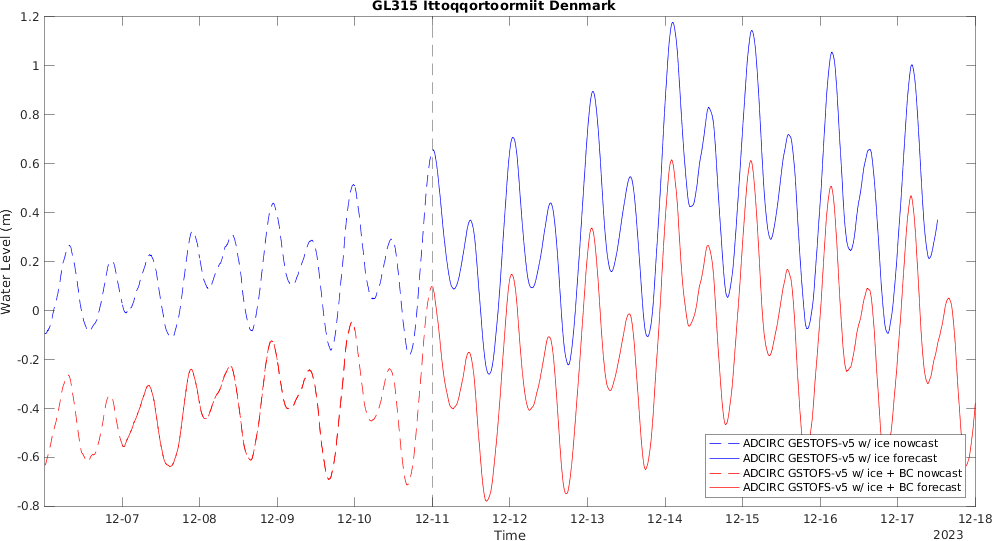 GL315 Ittoqqortoormiit Denmark
1.2
1
0.8
0.6
0.4
0.2
0
-0.2
-0.4
-0.6
-0.8
Water Level (m)
ADCIRC GESTOFS-v5 w/ ice nowcast
ADCIRC GESTOFS-v5 w/ ice forecast
ADCIRC GSTOFS-v5 w/ ice + BC nowcast
ADCIRC GSTOFS-v5 w/ ice + BC forecast
12-07 12-08 12-09 12-10 12-11 12-12 12-13 12-14 12-15 12-16 12-17 12-18
Time
2023